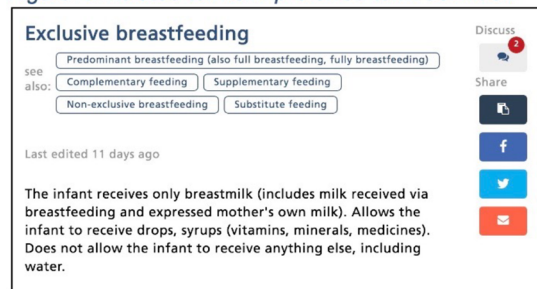 Exclusive breastfeeding
Discuss
2
see also:
Predominant breastfeeding (also full breastfeeding, fully breastfeeding)
Complementary feeding
Supplementary feeding
Non-exclusive breastfeeding
Substitute feeding
Share
Last edited 11 days ago
The infant receives only breastmilk (includes milk received via
breastfeeding and expressed mother's own milk). Allows the
infant to receive drops, syrups (vitamins, minerals, medicines).
Does not allow the infant to receive anything else, including
water.